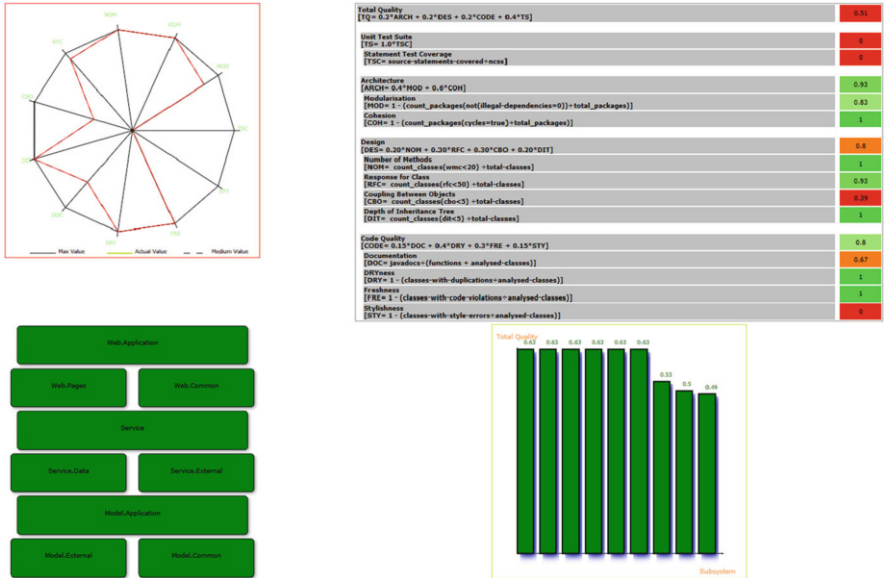 NOM
COH
MOD
TSC
STY
FRE
DRY
DOC
RFC
Max Value
Actual Value
Medium Value
Total Quality
[TQ= 0.2*ARCH + 0.2*DES + 0.2*CODE + 0.4*TS]
0.51
Unit Test Suite
[TS= 1.0*TSC]
0
Statement Test Coverage
[TSC= source-statements-covered÷ncss]
0
Architecture
[ARCH= 0.4*MOD + 0.6*COH]
0.93
Modularisation
[MOD= 1 - (count_packages(not(illegal-dependencies=0))÷total_packages)]
0.83
Cohesion
[COH= 1 - (count_packages(cycles=true)÷total_packages)]
1
Design
[DES= 0.20*NOM + 0.30*RFC + 0.30*CBO + 0.20*DIT]
0.8
Number of Methods
[NOM= count_classes(wmc<20) ÷total-classes]
1
Response for Class
[RFC= count_classes(rfc<50) ÷total-classes]
0.93
Coupling Between Objects
[CBO= count_classes(cbo<5) ÷total-classes]
0.39
Depth of Inheritance Tree
[DIT= count_classes(dit<5) ÷total-classes]
1
Code Quality
[CODE= 0.15*DOC + 0.4*DRY + 0.3*FRE + 0.15*STY]
0.8
Documentation
[DOC= javadocs÷(functions + analysed-classes)]
0.67
DRYness
[DRY= 1 - (classes-with-duplications÷analysed-classes)]
1
Freshness
[FRE= 1 - (classes-with-code-violations÷analysed-classes)]
1
Stylishness
[STY= 1 - (classes-with-style-errors÷analysed-classes)]
0
Web.Application
Web.Pages
Web.Common
Service
Service.Data
Service.External
Model.Application
Model.External
Model.Common
Total Quality
0.63 0.63 0.63 0.63 0.63 0.63 0.53 0.5 0.49
Subsystem